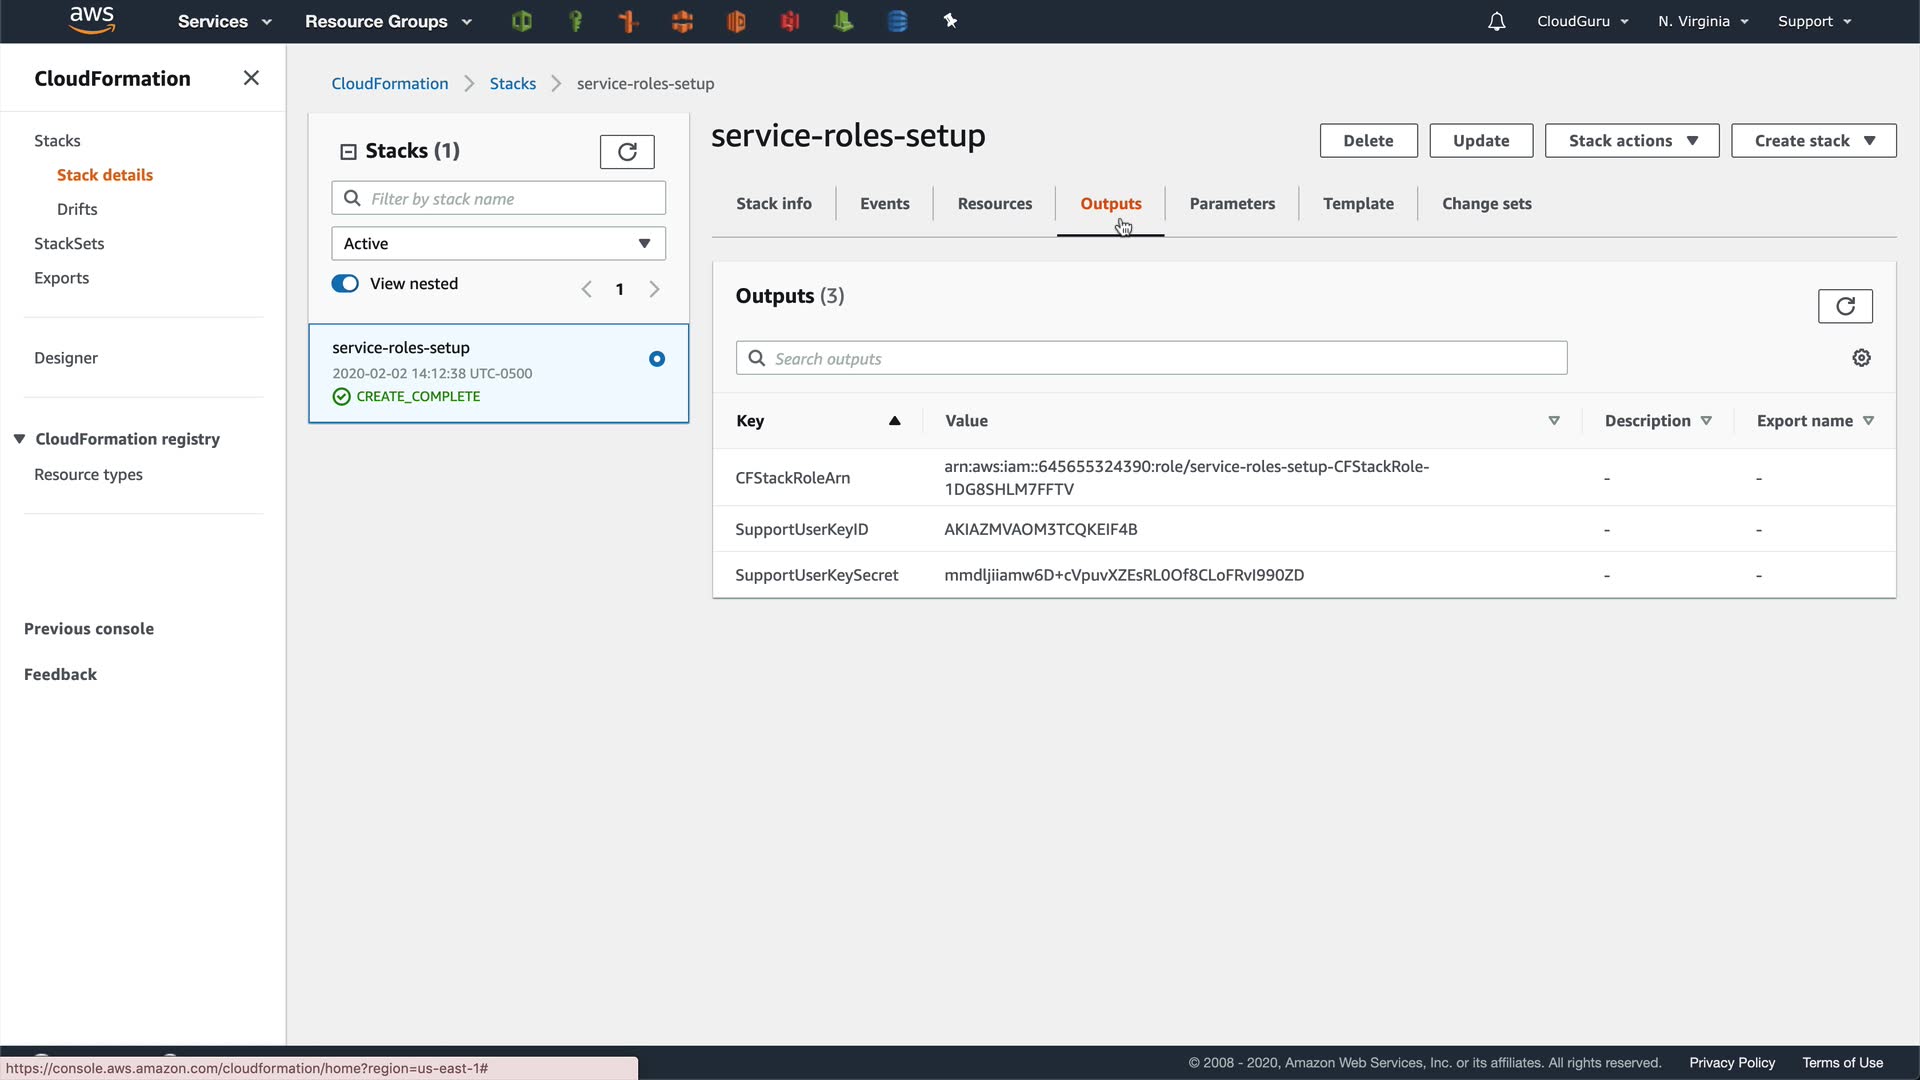 aws Services Resource Groups CloudGuru N. Virginia Support
CloudFormation
Stacks
Stack details
Drifts
StackSets
Exports
Designer
CloudFormation registry
Resource types
Previous console
Feedback
CloudFormation Stacks service-roles-setup
Stacks (1)
Filter by stack name
Active
View nested 1
service-roles-setup
2020-02-02 14:12:38 UTC-0500
CREATE_COMPLETE
service-roles-setup
Delete Update Stack actions Create stack
Stack info Events Resources Outputs Parameters Template Change sets
Outputs (3)
Search outputs
Key Value Description Export name
CFStackRoleArn arn:aws:iam::645655324390:role/service-roles-setup-CFStackRole-
1DG8SHLM7FFTV - -
SupportUserKeyID AKIAZMVAOM3TCQKEIF4B - -
SupportUserKeySecret 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 - -
https://console.aws.amazon.com/cloudformation/home?region=us-east-1#
© 2008 - 2020, Amazon Web Services, Inc. or its affiliates. All rights reserved. Privacy Policy Terms of Use